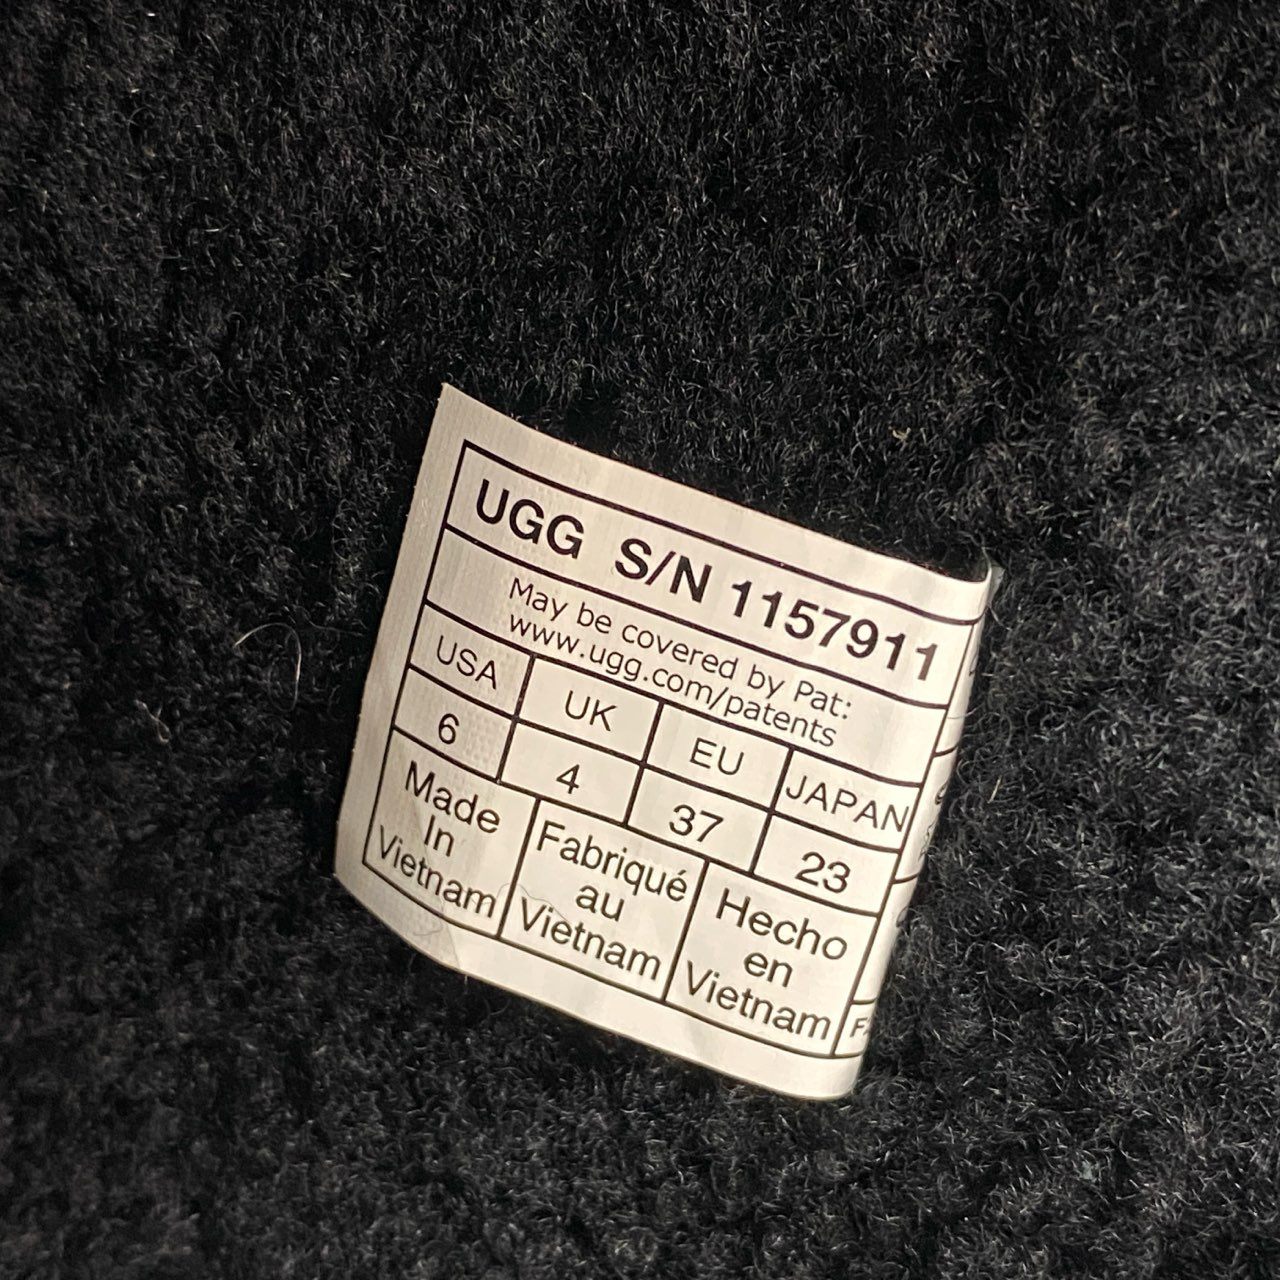 UGG S/N 1157911
May be covered by Pat:
www.ugg.com/patents
USA UK EU JAPAN
6 4 37 23
Made
In
Vietnam
Fabriqué
au
Vietnam
Hecho
en
Vietnam